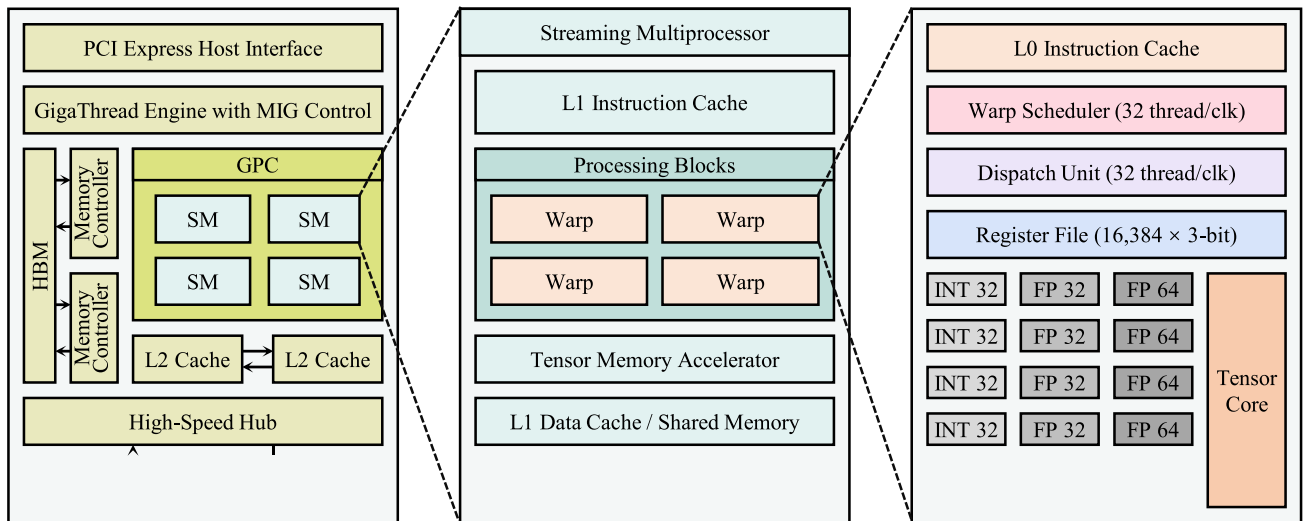 PCI Express Host Interface
GigaThread Engine with MIG Control
HBM
Memory
Controller
Memory
Controller
GPC
SM
SM
SM
SM
L2 Cache
L2 Cache
High-Speed Hub
Streaming Multiprocessor
L1 Instruction Cache
Processing Blocks
Warp
Warp
Warp
Warp
Tensor Memory Accelerator
L1 Data Cache / Shared Memory
L0 Instruction Cache
Warp Scheduler (32 thread/clk)
Dispatch Unit (32 thread/clk)
Register File (16,384 × 3-bit)
INT 32
FP 32
FP 64
INT 32
FP 32
FP 64
INT 32
FP 32
FP 64
INT 32
FP 32
FP 64
Tensor
Core